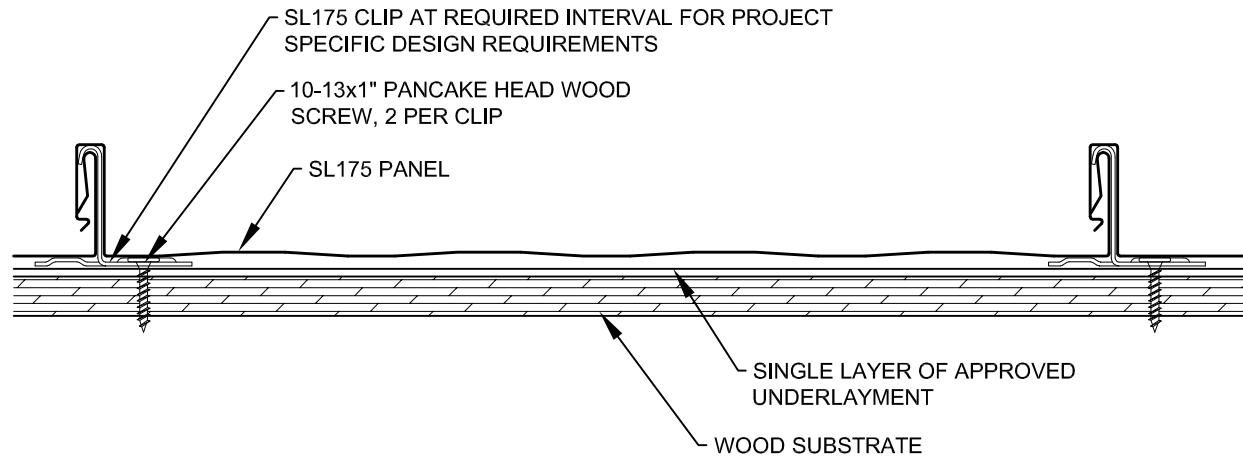 SL175 CLIP AT REQUIRED INTERVAL FOR PROJECT
SPECIFIC DESIGN REQUIREMENTS
10-13x1" PANCAKE HEAD WOOD
SCREW, 2 PER CLIP
SL175 PANEL
SINGLE LAYER OF APPROVED
UNDERLAYMENT
WOOD SUBSTRATE